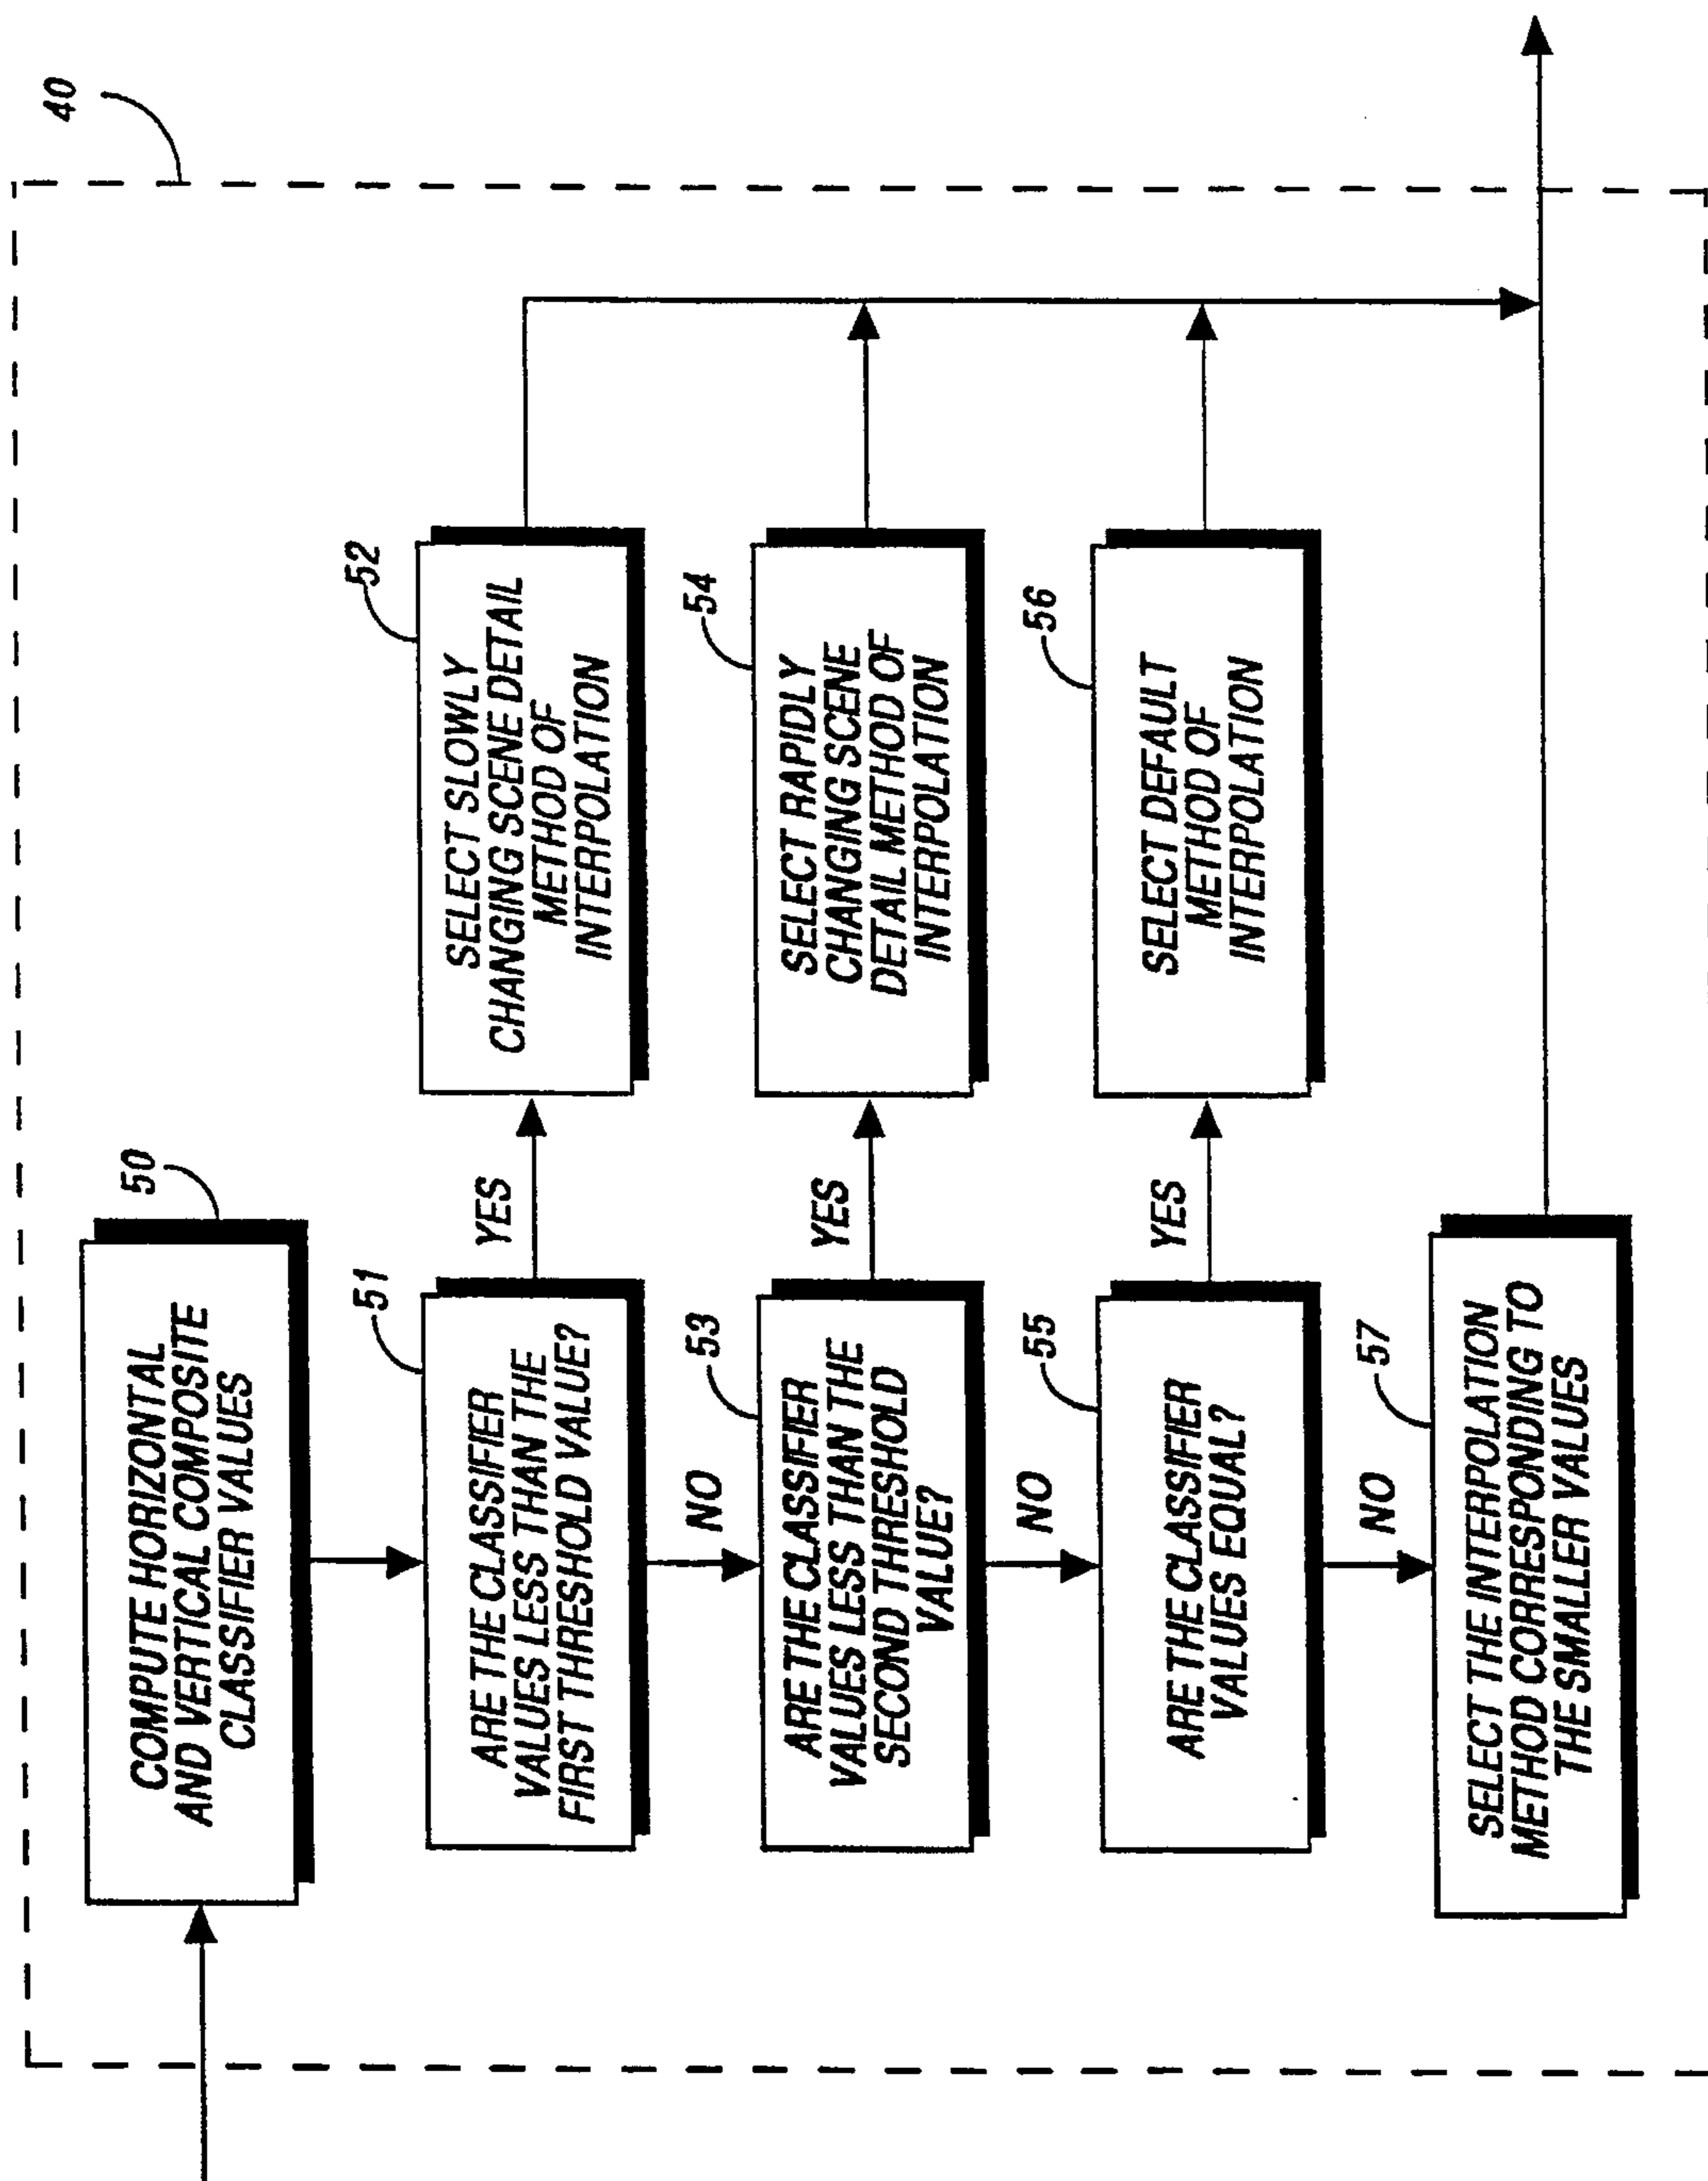 40
50
COMPUTE HORIZONTAL
AND VERTICAL COMPOSITE
CLASSIFIER VALUES
51
ARE THE CLASSIFIER
VALUES LESS THAN THE
FIRST THRESHOLD VALUE?
YES
52
SELECT SLOWLY
CHANGING SCENE DETAIL
METHOD OF
INTERPOLATION
NO
53
ARE THE CLASSIFIER
VALUES LESS THAN THE
SECOND THRESHOLD
VALUE?
YES
54
SELECT RAPIDLY
CHANGING SCENE
DETAIL METHOD OF
INTERPOLATION
NO
55
ARE THE CLASSIFIER
VALUES EQUAL?
YES
56
SELECT DEFAULT
METHOD OF
INTERPOLATION
NO
57
SELECT THE INTERPOLATION
METHOD CORRESPONDING TO
THE SMALLER VALUES